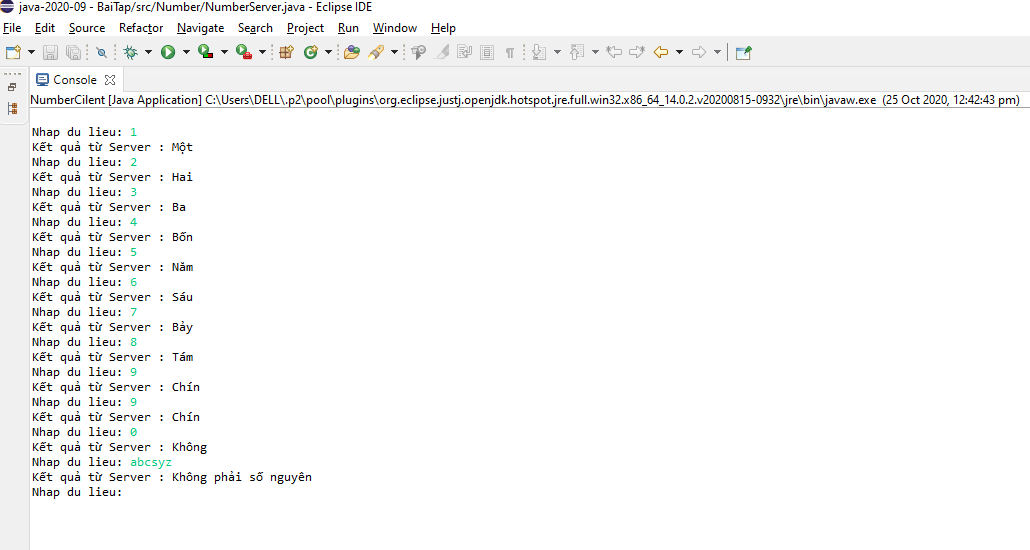 java-2020-09 - BaiTap/src/Number/NumberServer.java - Eclipse IDE
File Edit Source Refactor Navigate Search Project Run Window Help
Console
NumberCilent [Java Application] C:\Users\DELL\.p2\pool\plugins\org.eclipse.justj.openjdk.hotspot.jre.full.win32.x86_64_14.0.2.v20200815-0932\jre\bin\javaw.exe (25 Oct 2020, 12:42:43 pm)
Nhap du lieu: 1
Kết quả từ Server : Một
Nhap du lieu: 2
Kết quả từ Server : Hai
Nhap du lieu: 3
Kết quả từ Server : Ba
Nhap du lieu: 4
Kết quả từ Server : Bốn
Nhap du lieu: 5
Kết quả từ Server : Năm
Nhap du lieu: 6
Kết quả từ Server : Sáu
Nhap du lieu: 7
Kết quả từ Server : Bảy
Nhap du lieu: 8
Kết quả từ Server : Tám
Nhap du lieu: 9
Kết quả từ Server : Chín
Nhap du lieu: 9
Kết quả từ Server : Chín
Nhap du lieu: 0
Kết quả từ Server : Không
Nhap du lieu: abcsyz
Kết quả từ Server : Không phải số nguyên
Nhap du lieu: